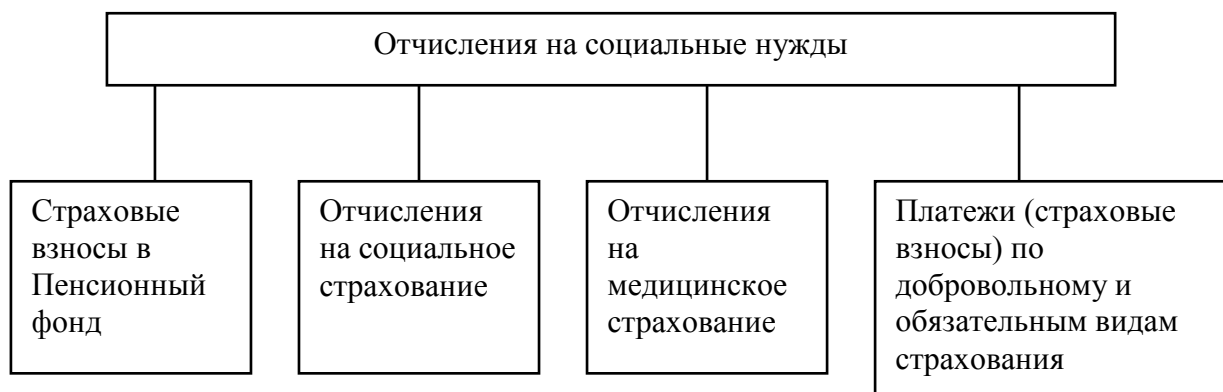 Отчисления на социальные нужды
Страховые
взносы в
Пенсионный
фонд
Отчисления
на социальное
страхование
Отчисления
на
медицинское
страхование
Платежи (страховые
взносы) по
добровольному и
обязательным видам
страхования